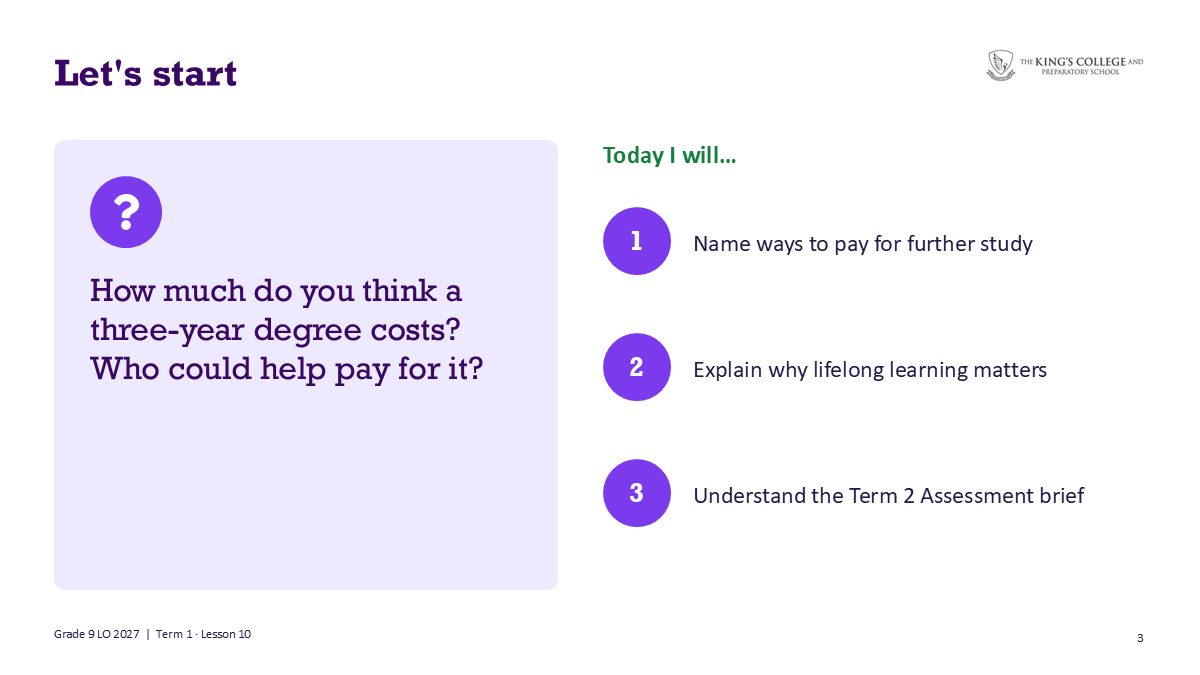 Let's start
THE KING'S COLLEGE AND
PREPARATORY SCHOOL
?
How much do you think a
three-year degree costs?
Who could help pay for it?
Today I will...
1
Name ways to pay for further study
2
Explain why lifelong learning matters
3
Understand the Term 2 Assessment brief
Grade 9 LO 2027 | Term 1 · Lesson 10
3